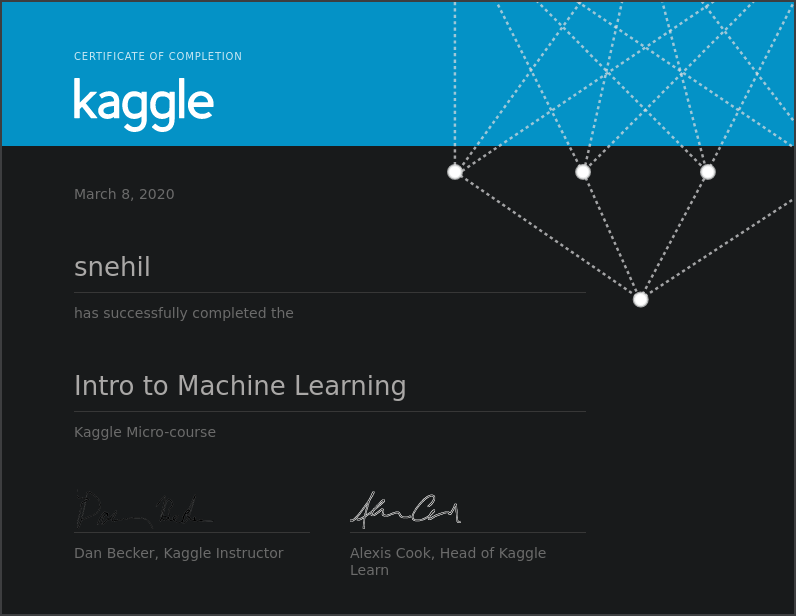 CERTIFICATE OF COMPLETION
kaggle
March 8, 2020
snehil
has successfully completed the
Intro to Machine Learning
Kaggle Micro-course
Dan Becker, Kaggle Instructor
Alexis Cook, Head of Kaggle
Learn